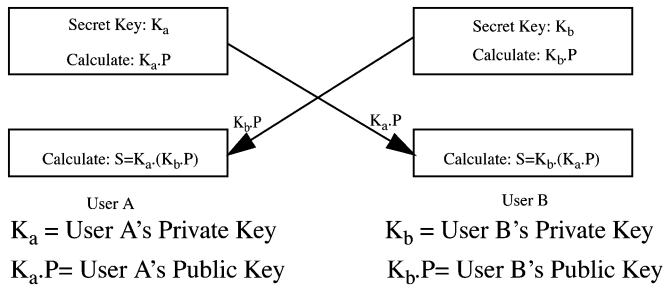 Secret Key: Ka
Calculate: Ka.P
Secret Key: Kb
Calculate: Kb.P
Kb.P
Ka.P
Calculate: S=Ka.(Kb.P)
Calculate: S=Kb.(Ka.P)
User A
User B
Ka = User A's Private Key
Kb = User B's Private Key
Ka.P= User A's Public Key
Kb.P= User B's Public Key